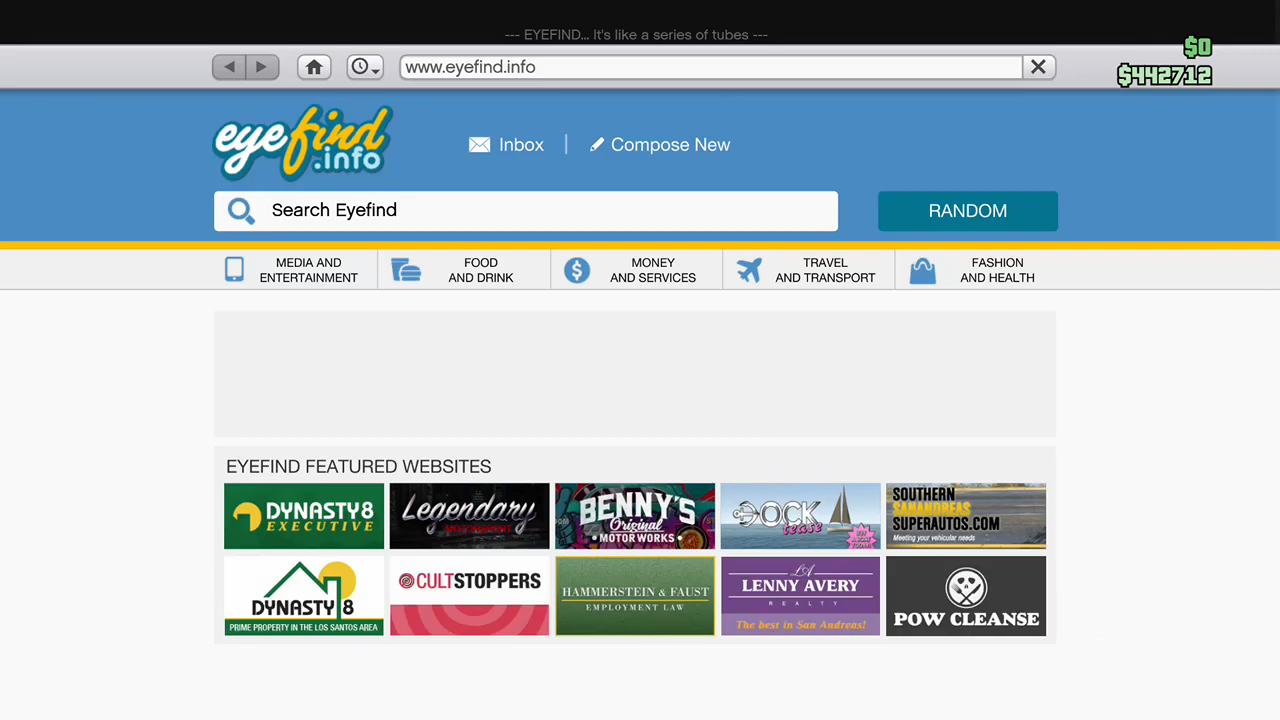 --- EYEFIND... It's like a series of tubes ---
$0
www.eyefind.info
$442712
eyefind
.info
Inbox
Compose New
Search Eyefind
RANDOM
MEDIA AND
ENTERTAINMENT
FOOD
AND DRINK
MONEY
AND SERVICES
TRAVEL
AND TRANSPORT
FASHION
AND HEALTH
EYEFIND FEATURED WEBSITES
DYNASTY8
EXECUTIVE
Legendary
MOTORSPORT
BENNY'S
Original
MOTOR WORKS
DOCK
tease
SOUTHERN
SANANDREAS
SUPERAUTOS.COM
Meeting your vehicular needs
DYNASTY 8
PRIME PROPERTY IN THE LOS SANTOS AREA
CULTSTOPPERS
HAMMERSTEIN & FAUST
EMPLOYMENT LAW
LA
LENNY AVERY
REALTY
The best in San Andreas!
POW CLEANSE